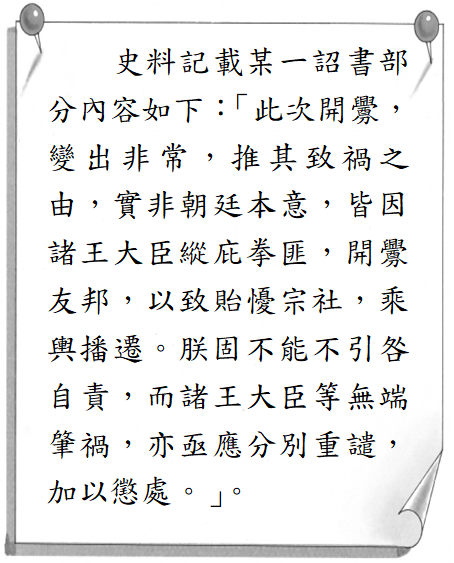 史料記載某一詔書部
分內容如下：「此次開釁，
變出非常，推其致禍之
由，實非朝廷本意，皆因
諸王大臣縱庇拳匪，開釁
友邦，以致貽憂宗社，乘
輿播遷。朕固不能不引咎
自責，而諸王大臣等無端
肇禍，亦亟應分別重譴，
加以懲處。」。